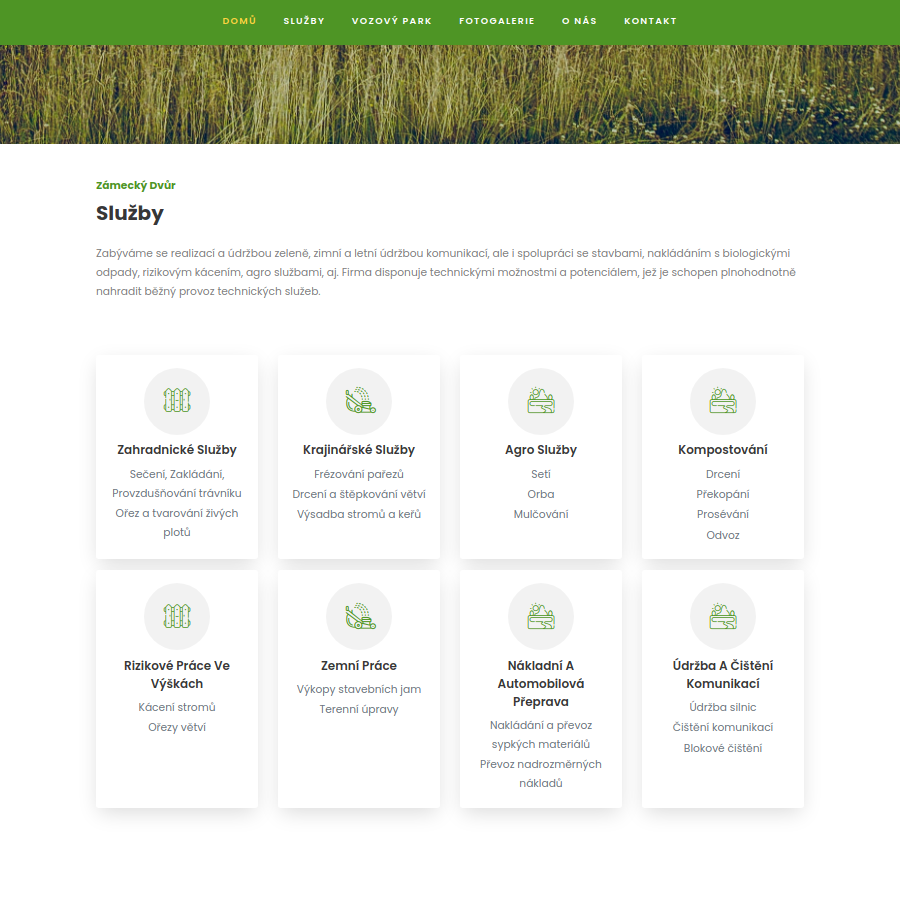 DOMŮ SLUŽBY VOZOVÝ PARK FOTOGALERIE O NÁS KONTAKT
Zámecký Dvůr
Služby
Zabýváme se realizací a údržbou zeleně, zimní a letní údržbou komunikací, ale i spoluprácí se stavbami, nakládáním s biologickými
odpady, rizikovým kácením, agro službami, aj. Firma disponuje technickými možnostmi a potenciálem, jež je schopen plnohodnotně
nahradit běžný provoz technických služeb.
Zahradnické Služby
Sečení, Zakládání,
Provzdušňování trávníku
Ořez a tvarování živých
plotů
Krajinářské Služby
Frézování pařezů
Drcení a štěpkování větví
Výsadba stromů a keřů
Agro Služby
Setí
Orba
Mulčování
Kompostování
Drcení
Překopání
Prosévání
Odvoz
Rizikové Práce Ve
Výškách
Kácení stromů
Ořezy větví
Zemní Práce
Výkopy stavebních jam
Terenní úpravy
Nákladní A
Automobilová
Přeprava
Nakládání a převoz
sypkých materiálů
Převoz nadrozměrných
nákladů
Údržba A Čištění
Komunikací
Údržba silnic
Čištění komunikací
Blokové čištění